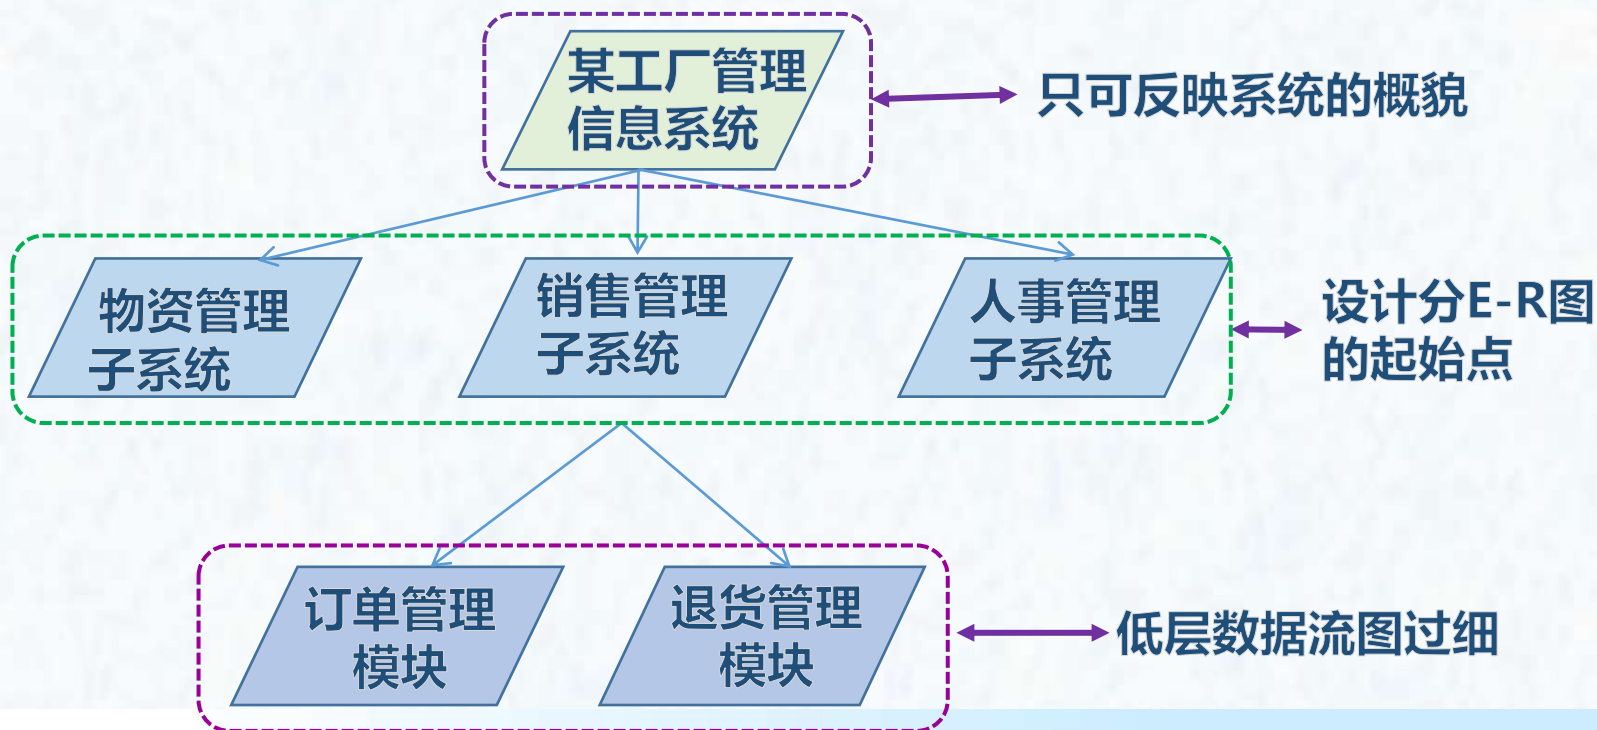 某工厂管理
信息系统
只可反映系统的概貌
物资管理
子系统
销售管理
子系统
人事管理
子系统
设计分E-R图
的起始点
订单管理
模块
退货管理
模块
低层数据流图过细